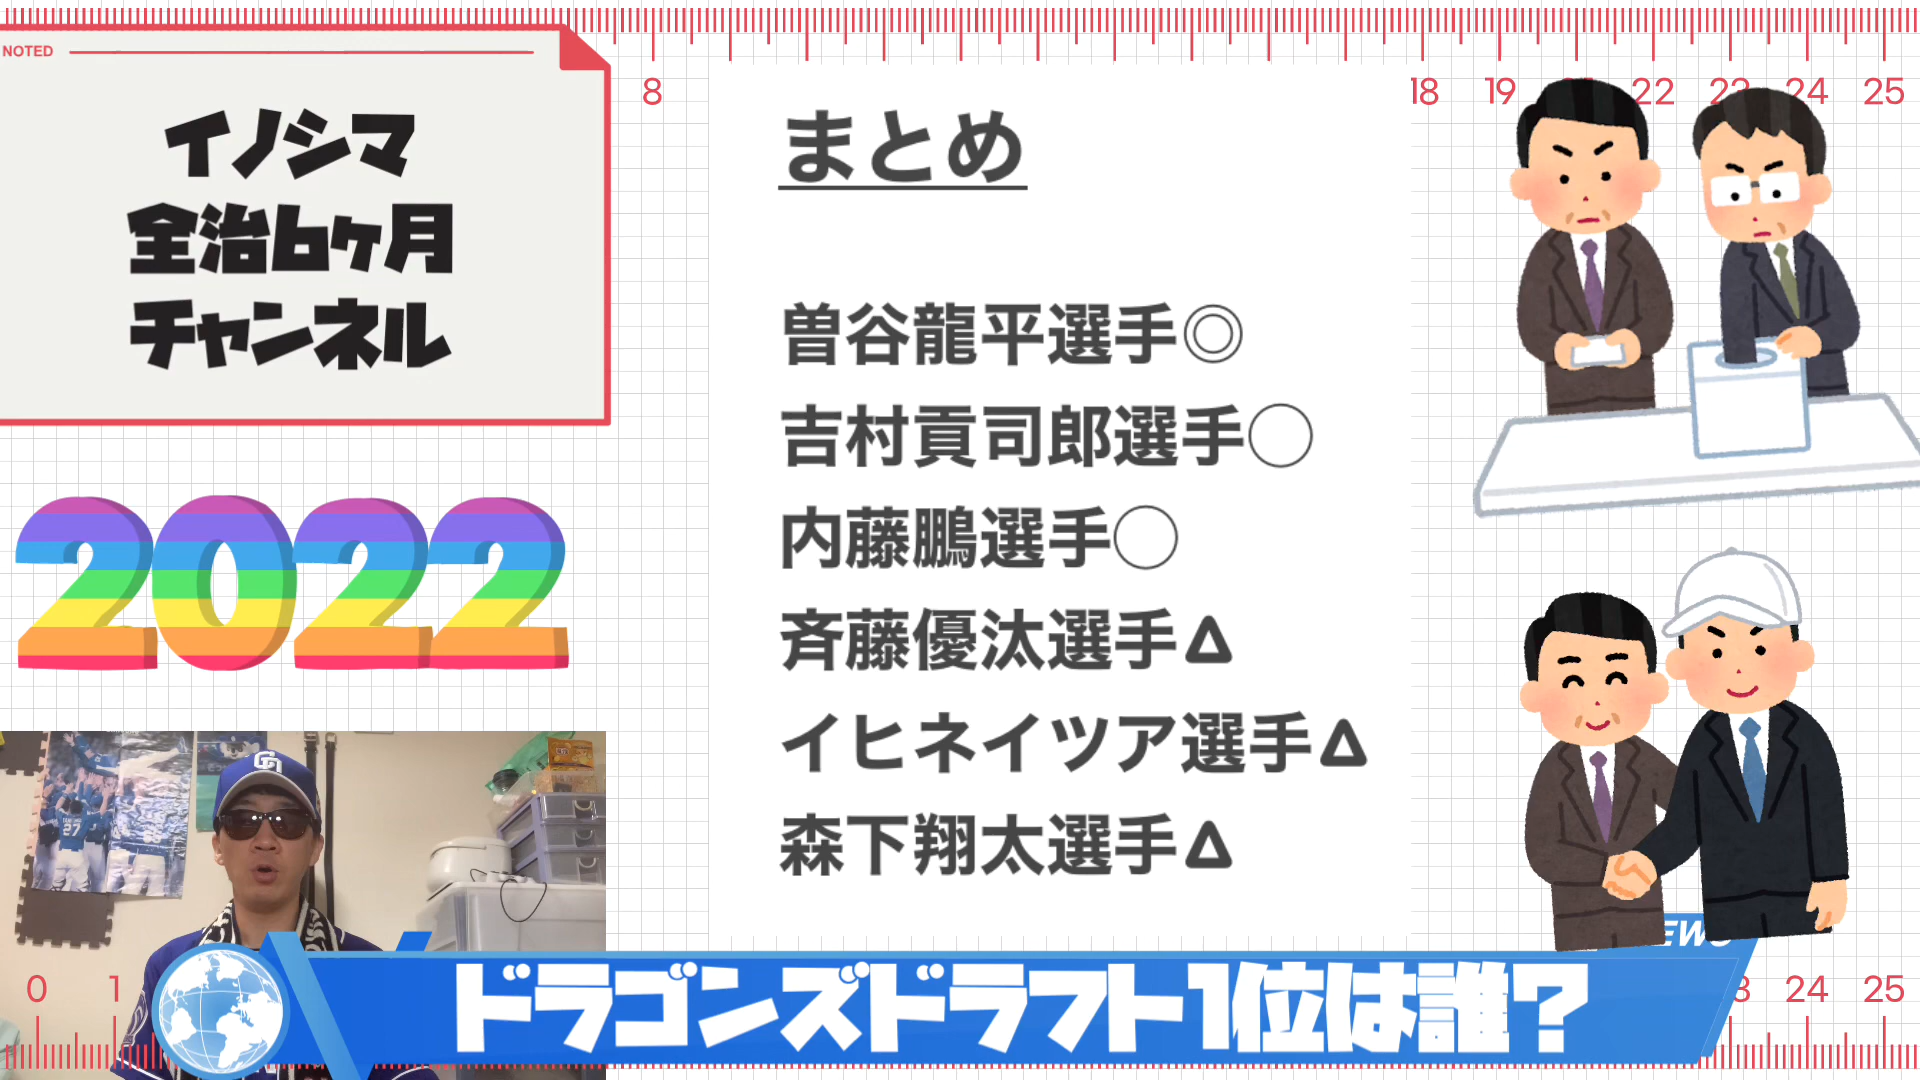 NOTED
イノシマ
全治6ヶ月
チャンネル
2022
8
18 19 22 23 24 25
まとめ
曽谷龍平選手◎
吉村貢司郎選手◯
内藤鵬選手◯
斉藤優汰選手△
イヒネイツア選手△
森下翔太選手△
27
ドラゴンズドラフト1位は誰?
0 1
24 25